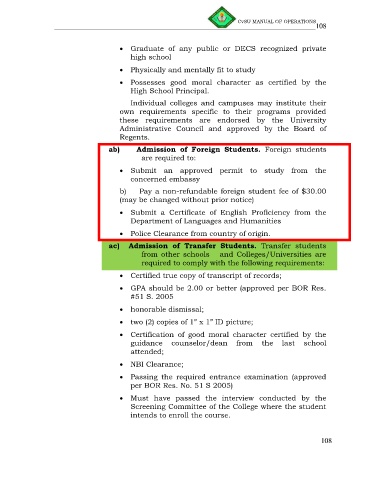 CvSU MANUAL OF OPERATIONS
108
• Graduate of any public or DECS recognized private
high school
• Physically and mentally fit to study
• Possesses good moral character as certified by the
High School Principal.
Individual colleges and campuses may institute their
own requirements specific to their programs provided
these requirements are endorsed by the University
Administrative Council and approved by the Board of
Regents.
ab) Admission of Foreign Students. Foreign students
are required to:
• Submit an approved permit to study from the
concerned embassy
b) Pay a non-refundable foreign student fee of $30.00
(may be changed without prior notice)
• Submit a Certificate of English Proficiency from the
Department of Languages and Humanities
• Police Clearance from country of origin.
ac) Admission of Transfer Students. Transfer students
from other schools and Colleges/Universities are
required to comply with the following requirements:
• Certified true copy of transcript of records;
• GPA should be 2.00 or better (approved per BOR Res.
#51 S. 2005
• honorable dismissal;
• two (2) copies of 1" x 1" ID picture;
• Certification of good moral character certified by the
guidance counselor/dean from the last school
attended;
• NBI Clearance;
• Passing the required entrance examination (approved
per BOR Res. No. 51 S 2005)
• Must have passed the interview conducted by the
Screening Committee of the College where the student
intends to enroll the course.
108